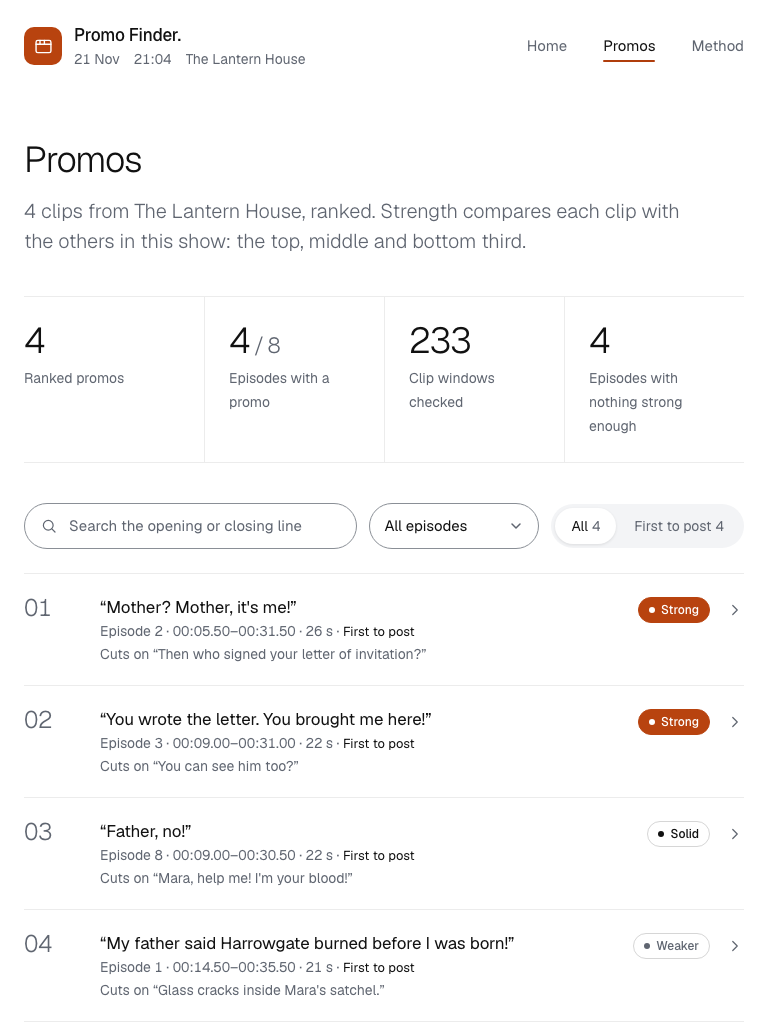 Promo Finder.
21 Nov 21:04 The Lantern House
Home Promos Method
Promos
4 clips from The Lantern House, ranked. Strength compares each clip with
the others in this show: the top, middle and bottom third.
4
Ranked promos
4 / 8
Episodes with a
promo
233
Clip windows
checked
4
Episodes with
nothing strong
enough
Search the opening or closing line
All episodes
All 4
First to post 4
01
“Mother? Mother, it's me!”
Strong
Episode 2 · 00:05.50–00:31.50 · 26 s · First to post
Cuts on “Then who signed your letter of invitation?”
02
“You wrote the letter. You brought me here!”
Strong
Episode 3 · 00:09.00–00:31.00 · 22 s · First to post
Cuts on “You can see him too?”
03
“Father, no!”
Solid
Episode 8 · 00:09.00–00:30.50 · 22 s · First to post
Cuts on “Mara, help me! I'm your blood!”
04
“My father said Harrowgate burned before I was born!”
Weaker
Episode 1 · 00:14.50–00:35.50 · 21 s · First to post
Cuts on “Glass cracks inside Mara's satchel.”